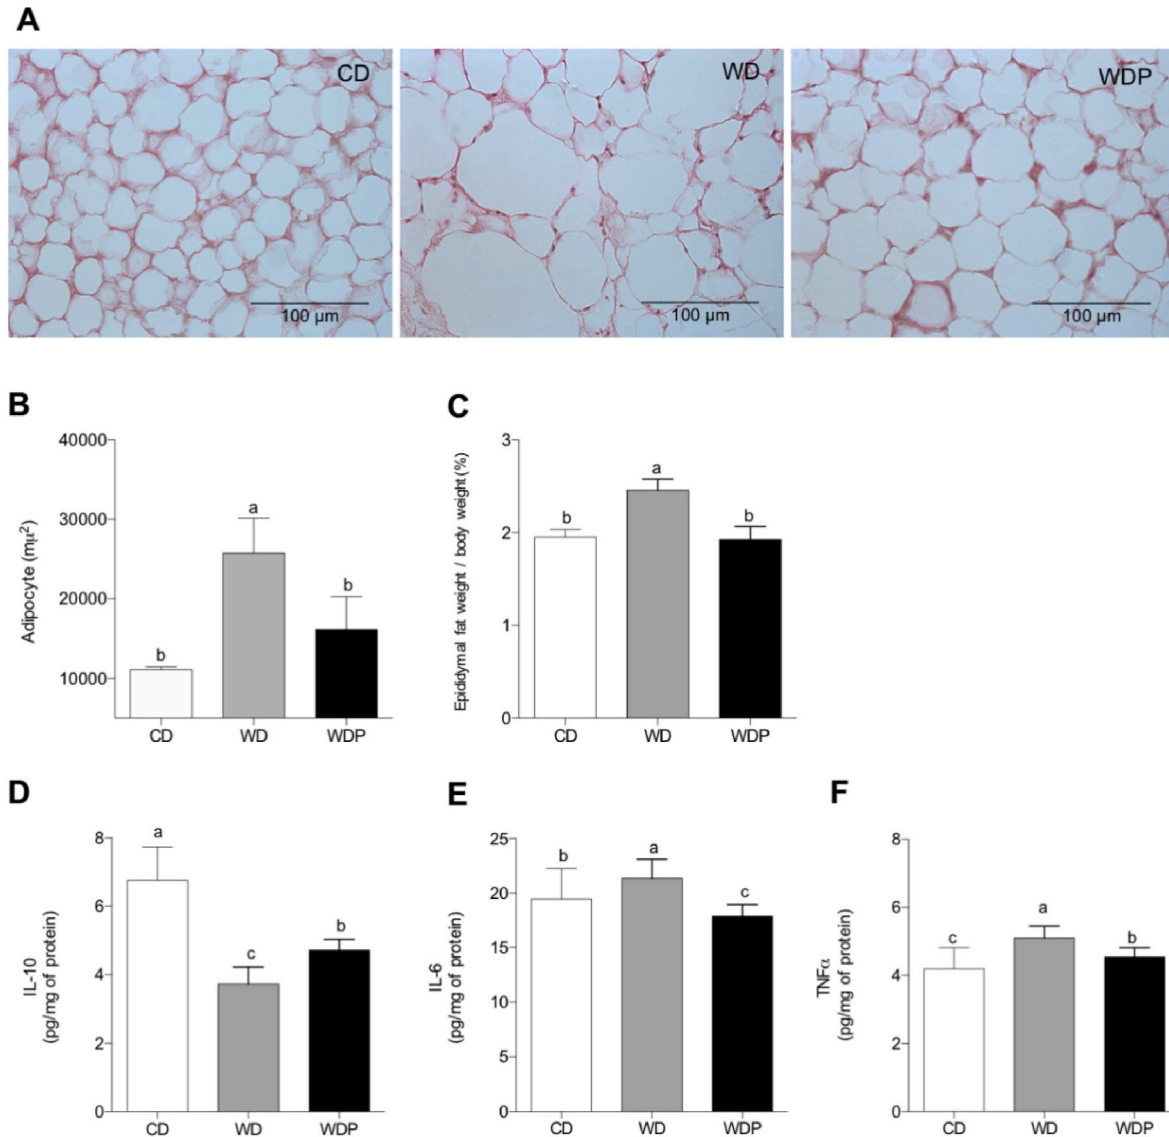 A
CD
WD
WDP
100 µm
100 µm
100 µm
B
C
40000
30000
20000
10000
Adipocyte (mµ²)
b
a
b
CD
WD
WDP
3
2
1
0
Epididymal fat weight / body weight (%)
b
a
b
CD
WD
WDP
D
E
F
8
6
4
2
0
IL-10
(pg/mg of protein)
a
c
b
CD
WD
WDP
25
20
15
10
5
0
IL-6
(pg/mg of protein)
b
a
c
CD
WD
WDP
8
6
4
2
0
TNFα
(pg/mg of protein)
c
a
b
CD
WD
WDP